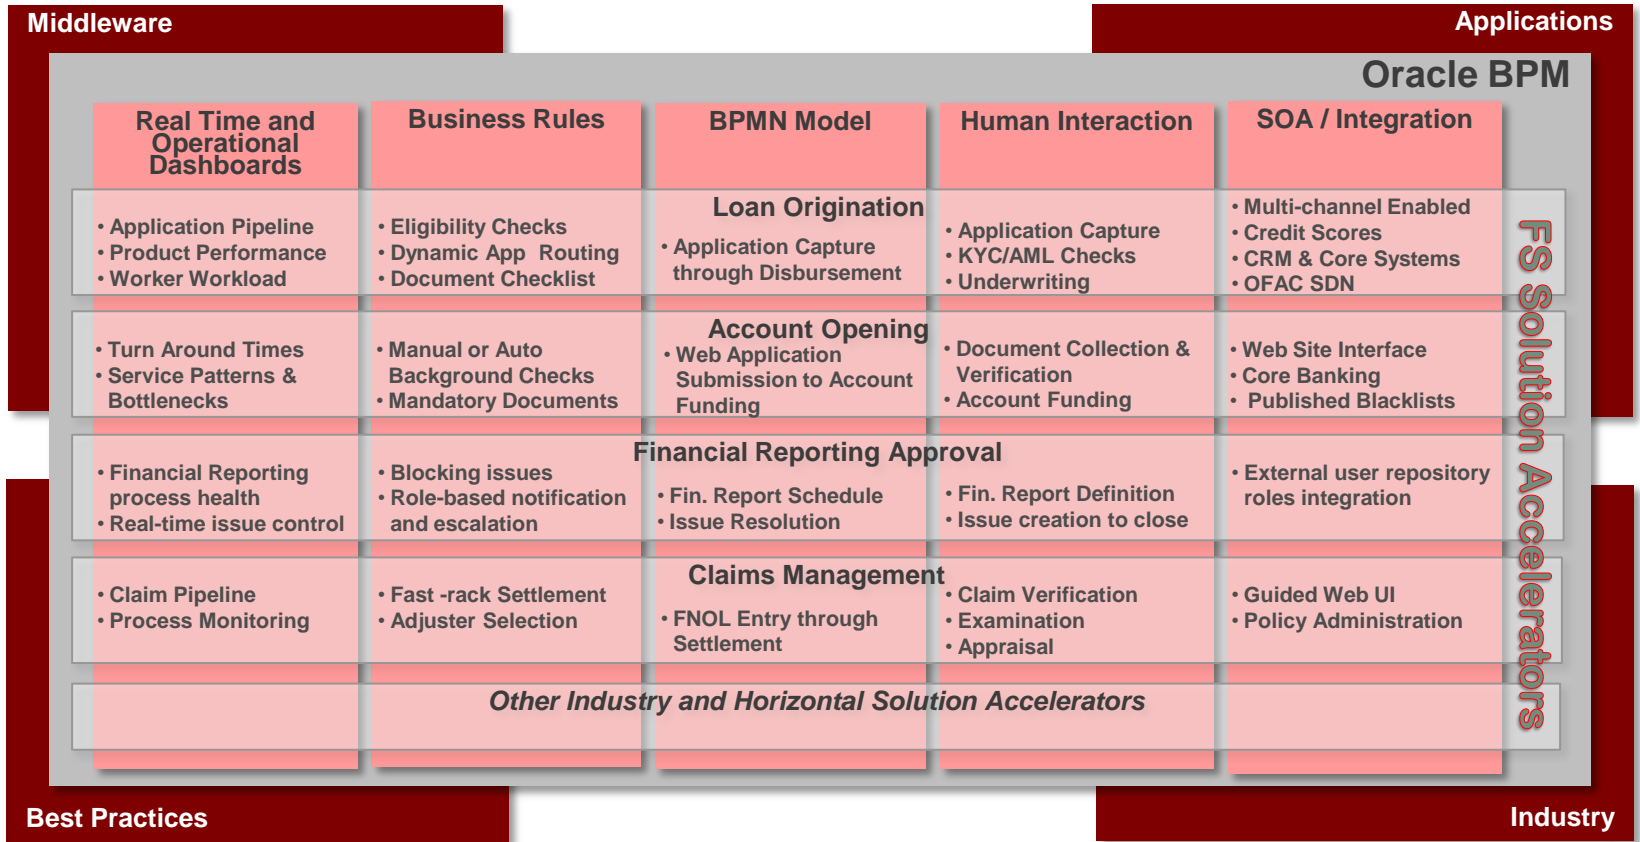 Middleware
Applications
Oracle BPM
Real Time and
Operational
Dashboards
Business Rules
BPMN Model
Human Interaction
SOA / Integration
Loan Origination
• Application Pipeline
• Product Performance
• Worker Workload
• Eligibility Checks
• Dynamic App Routing
• Document Checklist
• Application Capture
through Disbursement
• Application Capture
• KYC/AML Checks
• Underwriting
• Multi-channel Enabled
• Credit Scores
• CRM & Core Systems
• OFAC SDN
Account Opening
• Turn Around Times
• Service Patterns &
Bottlenecks
• Manual or Auto
Background Checks
• Mandatory Documents
• Web Application
Submission to Account
Funding
• Document Collection &
Verification
• Account Funding
• Web Site Interface
• Core Banking
• Published Blacklists
Financial Reporting Approval
• Financial Reporting
process health
• Real-time issue control
• Blocking issues
• Role-based notification
and escalation
• Fin. Report Schedule
• Issue Resolution
• Fin. Report Definition
• Issue creation to close
• External user repository
roles integration
Claims Management
• Claim Pipeline
• Process Monitoring
• Fast -rack Settlement
• Adjuster Selection
• FNOL Entry through
Settlement
• Claim Verification
• Examination
• Appraisal
• Guided Web UI
• Policy Administration
Other Industry and Horizontal Solution Accelerators
FS Solution Accelerators
Best Practices
Industry